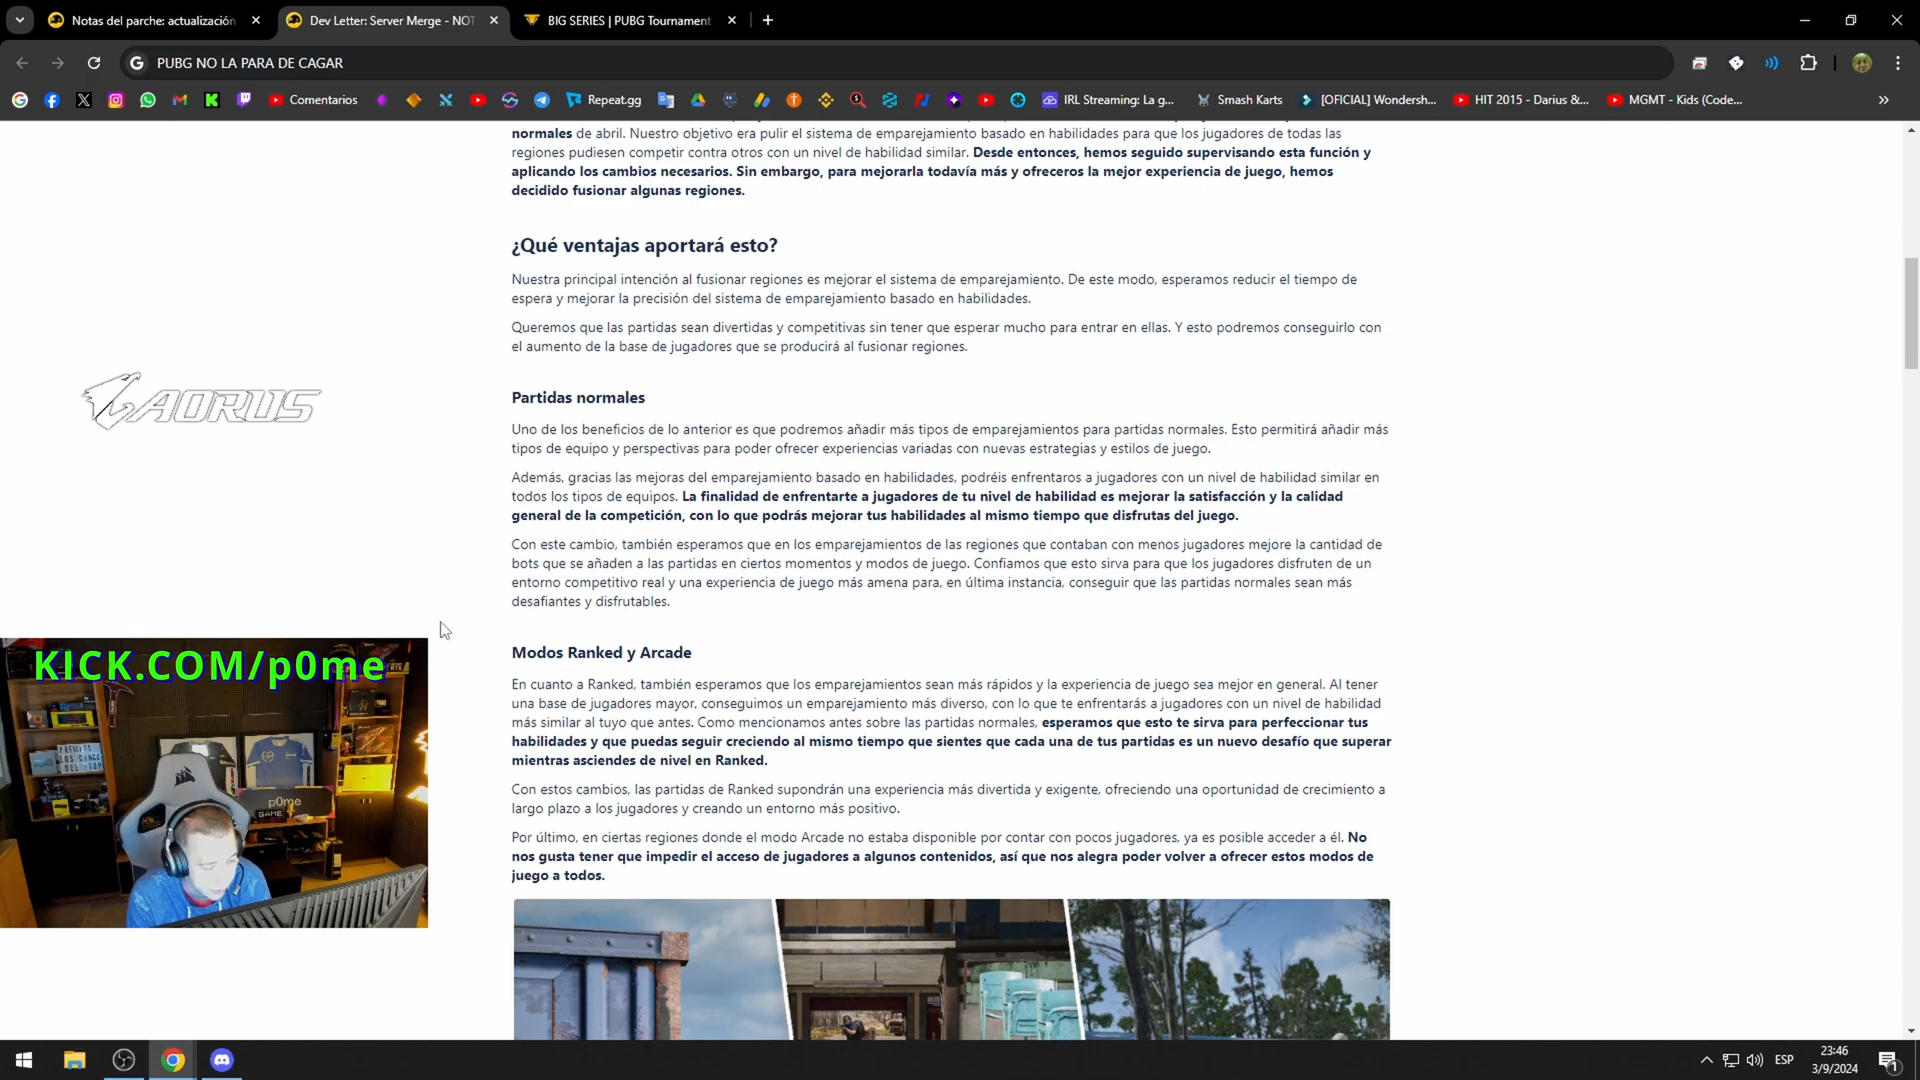 Notas del parche: actualización
Dev Letter: Server Merge - NOT
BIG SERIES | PUBG Tournament
PUBG NO LA PARA DE CAGAR
Comentarios
Repeat.gg
IRL Streaming: La g...
Smash Karts
[OFICIAL] Wondersh...
HIT 2015 - Darius &...
MGMT - Kids (Code...
normales de abril. Nuestro objetivo era pulir el sistema de emparejamiento basado en habilidades para que los jugadores de todas las
regiones pudiesen competir contra otros con un nivel de habilidad similar. Desde entonces, hemos seguido supervisando esta función y
aplicando los cambios necesarios. Sin embargo, para mejorarla todavía más y ofreceros la mejor experiencia de juego, hemos
decidido fusionar algunas regiones.
¿Qué ventajas aportará esto?
Nuestra principal intención al fusionar regiones es mejorar el sistema de emparejamiento. De este modo, esperamos reducir el tiempo de
espera y mejorar la precisión del sistema de emparejamiento basado en habilidades.
Queremos que las partidas sean divertidas y competitivas sin tener que esperar mucho para entrar en ellas. Y esto podremos conseguirlo con
el aumento de la base de jugadores que se producirá al fusionar regiones.
AORUS
Partidas normales
Uno de los beneficios de lo anterior es que podremos añadir más tipos de emparejamientos para partidas normales. Esto permitirá añadir más
tipos de equipo y perspectivas para poder ofrecer experiencias variadas con nuevas estrategias y estilos de juego.
Además, gracias las mejoras del emparejamiento basado en habilidades, podréis enfrentaros a jugadores con un nivel de habilidad similar en
todos los tipos de equipos. La finalidad de enfrentarte a jugadores de tu nivel de habilidad es mejorar la satisfacción y la calidad
general de la competición, con lo que podrás mejorar tus habilidades al mismo tiempo que disfrutas del juego.
Con este cambio, también esperamos que en los emparejamientos de las regiones que contaban con menos jugadores mejore la cantidad de
bots que se añaden a las partidas en ciertos momentos y modos de juego. Confiamos que esto sirva para que los jugadores disfruten de un
entorno competitivo real y una experiencia de juego más amena para, en última instancia, conseguir que las partidas normales sean más
desafiantes y disfrutables.
KICK.COM/p0me
p0me
GAME
Modos Ranked y Arcade
En cuanto a Ranked, también esperamos que los emparejamientos sean más rápidos y la experiencia de juego sea mejor en general. Al tener
una base de jugadores mayor, conseguimos un emparejamiento más diverso, con lo que te enfrentarás a jugadores con un nivel de habilidad
más similar al tuyo que antes. Como mencionamos antes sobre las partidas normales, esperamos que esto te sirva para perfeccionar tus
habilidades y que puedas seguir creciendo al mismo tiempo que sientes que cada una de tus partidas es un nuevo desafío que superar
mientras asciendes de nivel en Ranked.
Con estos cambios, las partidas de Ranked supondrán una experiencia más divertida y exigente, ofreciendo una oportunidad de crecimiento a
largo plazo a los jugadores y creando un entorno más positivo.
Por último, en ciertas regiones donde el modo Arcade no estaba disponible por contar con pocos jugadores, ya es posible acceder a él. No
nos gusta tener que impedir el acceso de jugadores a algunos contenidos, así que nos alegra poder volver a ofrecer estos modos de
juego a todos.
ESP
23:46
3/9/2024
1